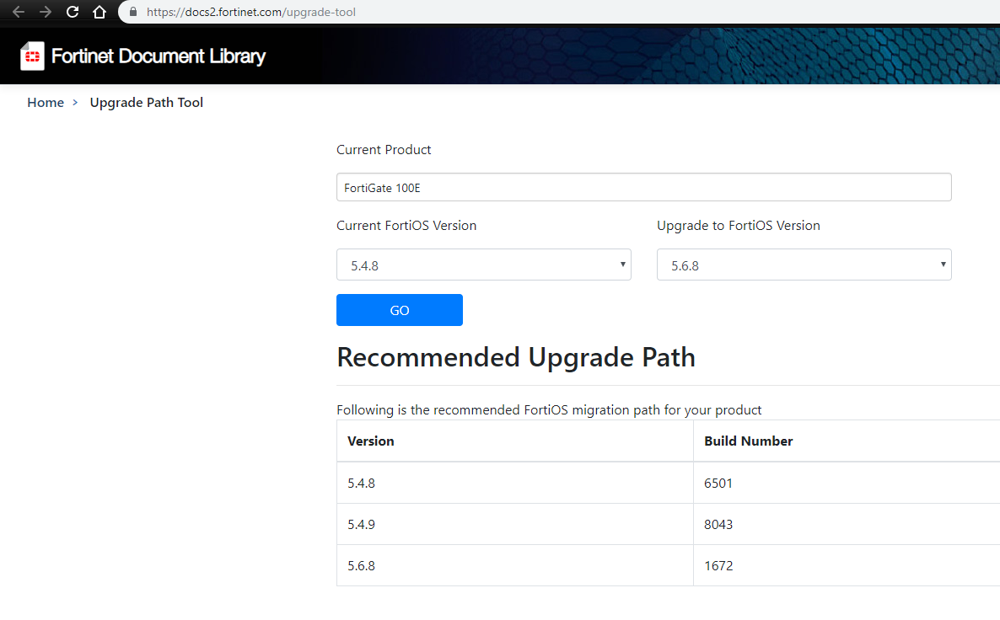 https://docs2.fortinet.com/upgrade-tool
Fortinet Document Library
Home > Upgrade Path Tool
Current Product
FortiGate 100E
Current FortiOS Version Upgrade to FortiOS Version
5.4.8 5.6.8
GO
Recommended Upgrade Path
Following is the recommended FortiOS migration path for your product
Version Build Number
5.4.8 6501
5.4.9 8043
5.6.8 1672